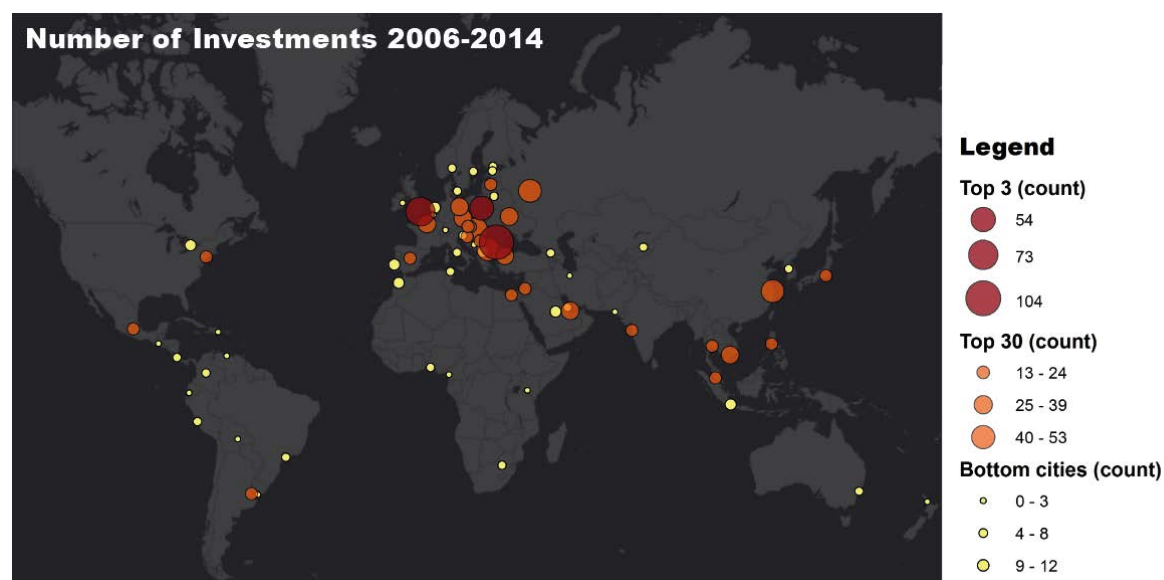 Number of Investments 2006-2014
Legend
Top 3 (count)
54
73
104
Top 30 (count)
13 - 24
25 - 39
40 - 53
Bottom cities (count)
0 - 3
4 - 8
9 - 12